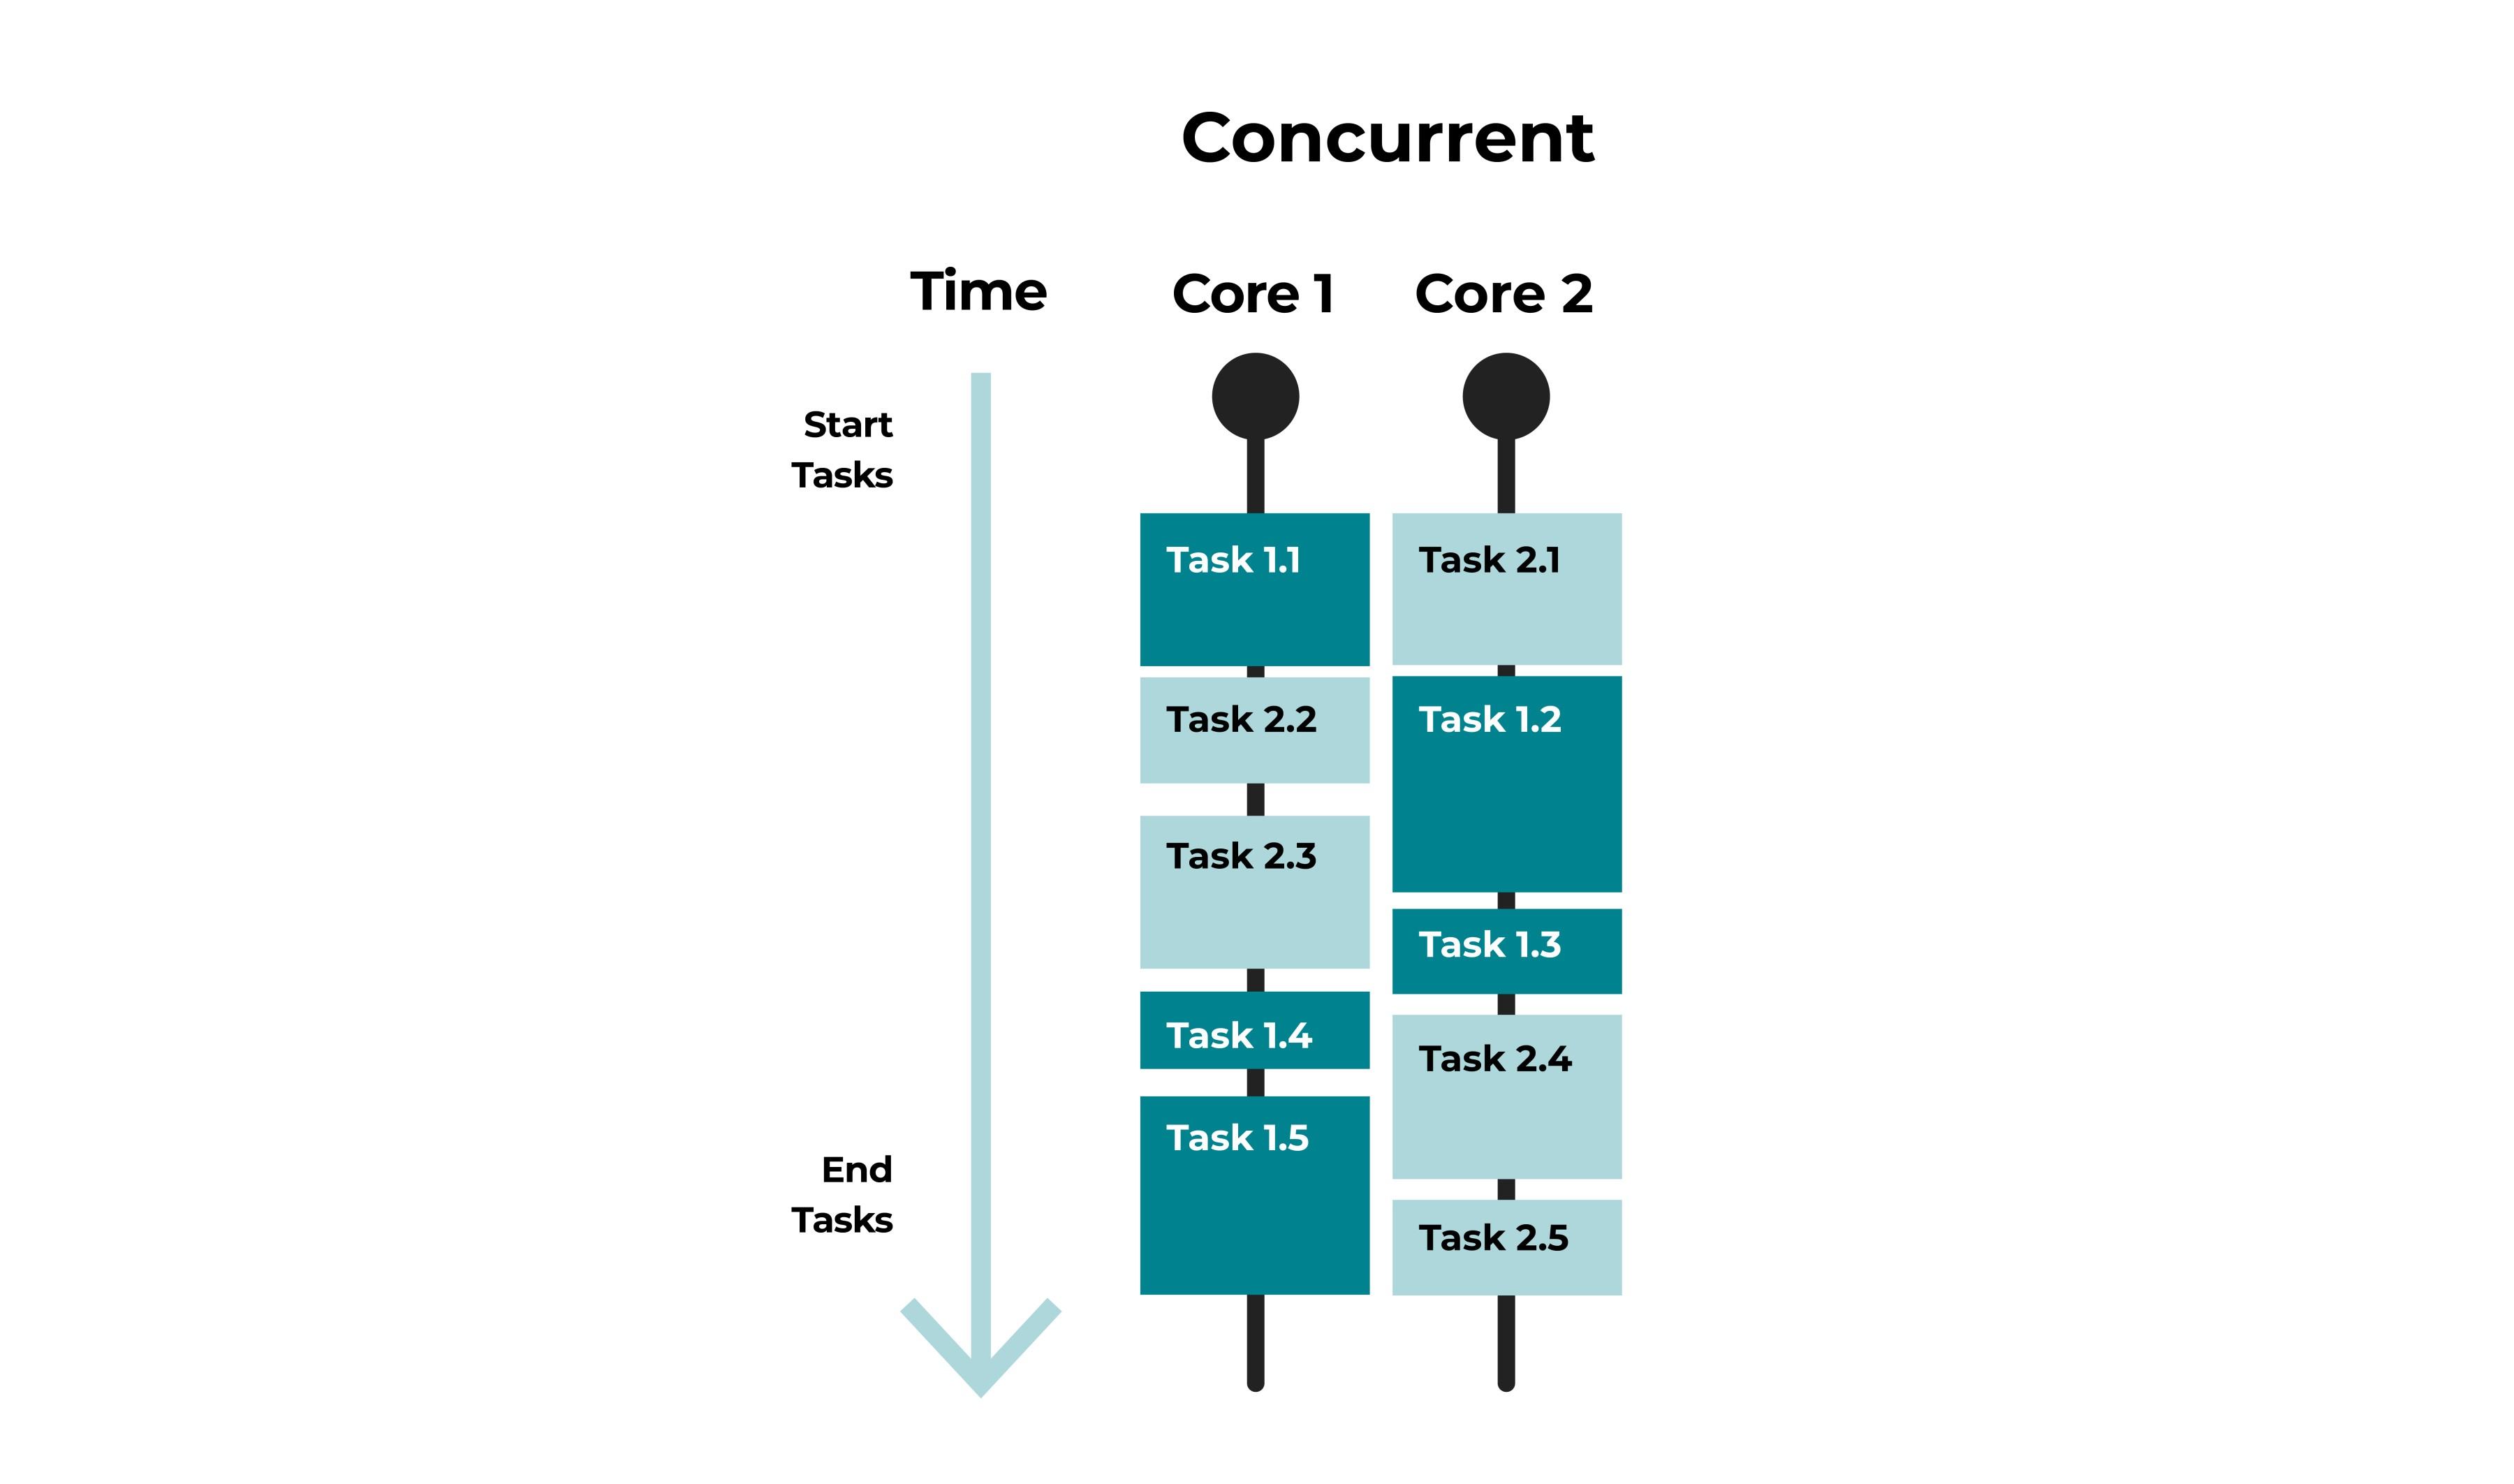 Concurrent
Time
Core 1
Core 2
Start
Tasks
Task 1.1
Task 2.1
Task 2.2
Task 1.2
Task 2.3
Task 1.3
Task 1.4
Task 2.4
Task 1.5
End
Tasks
Task 2.5